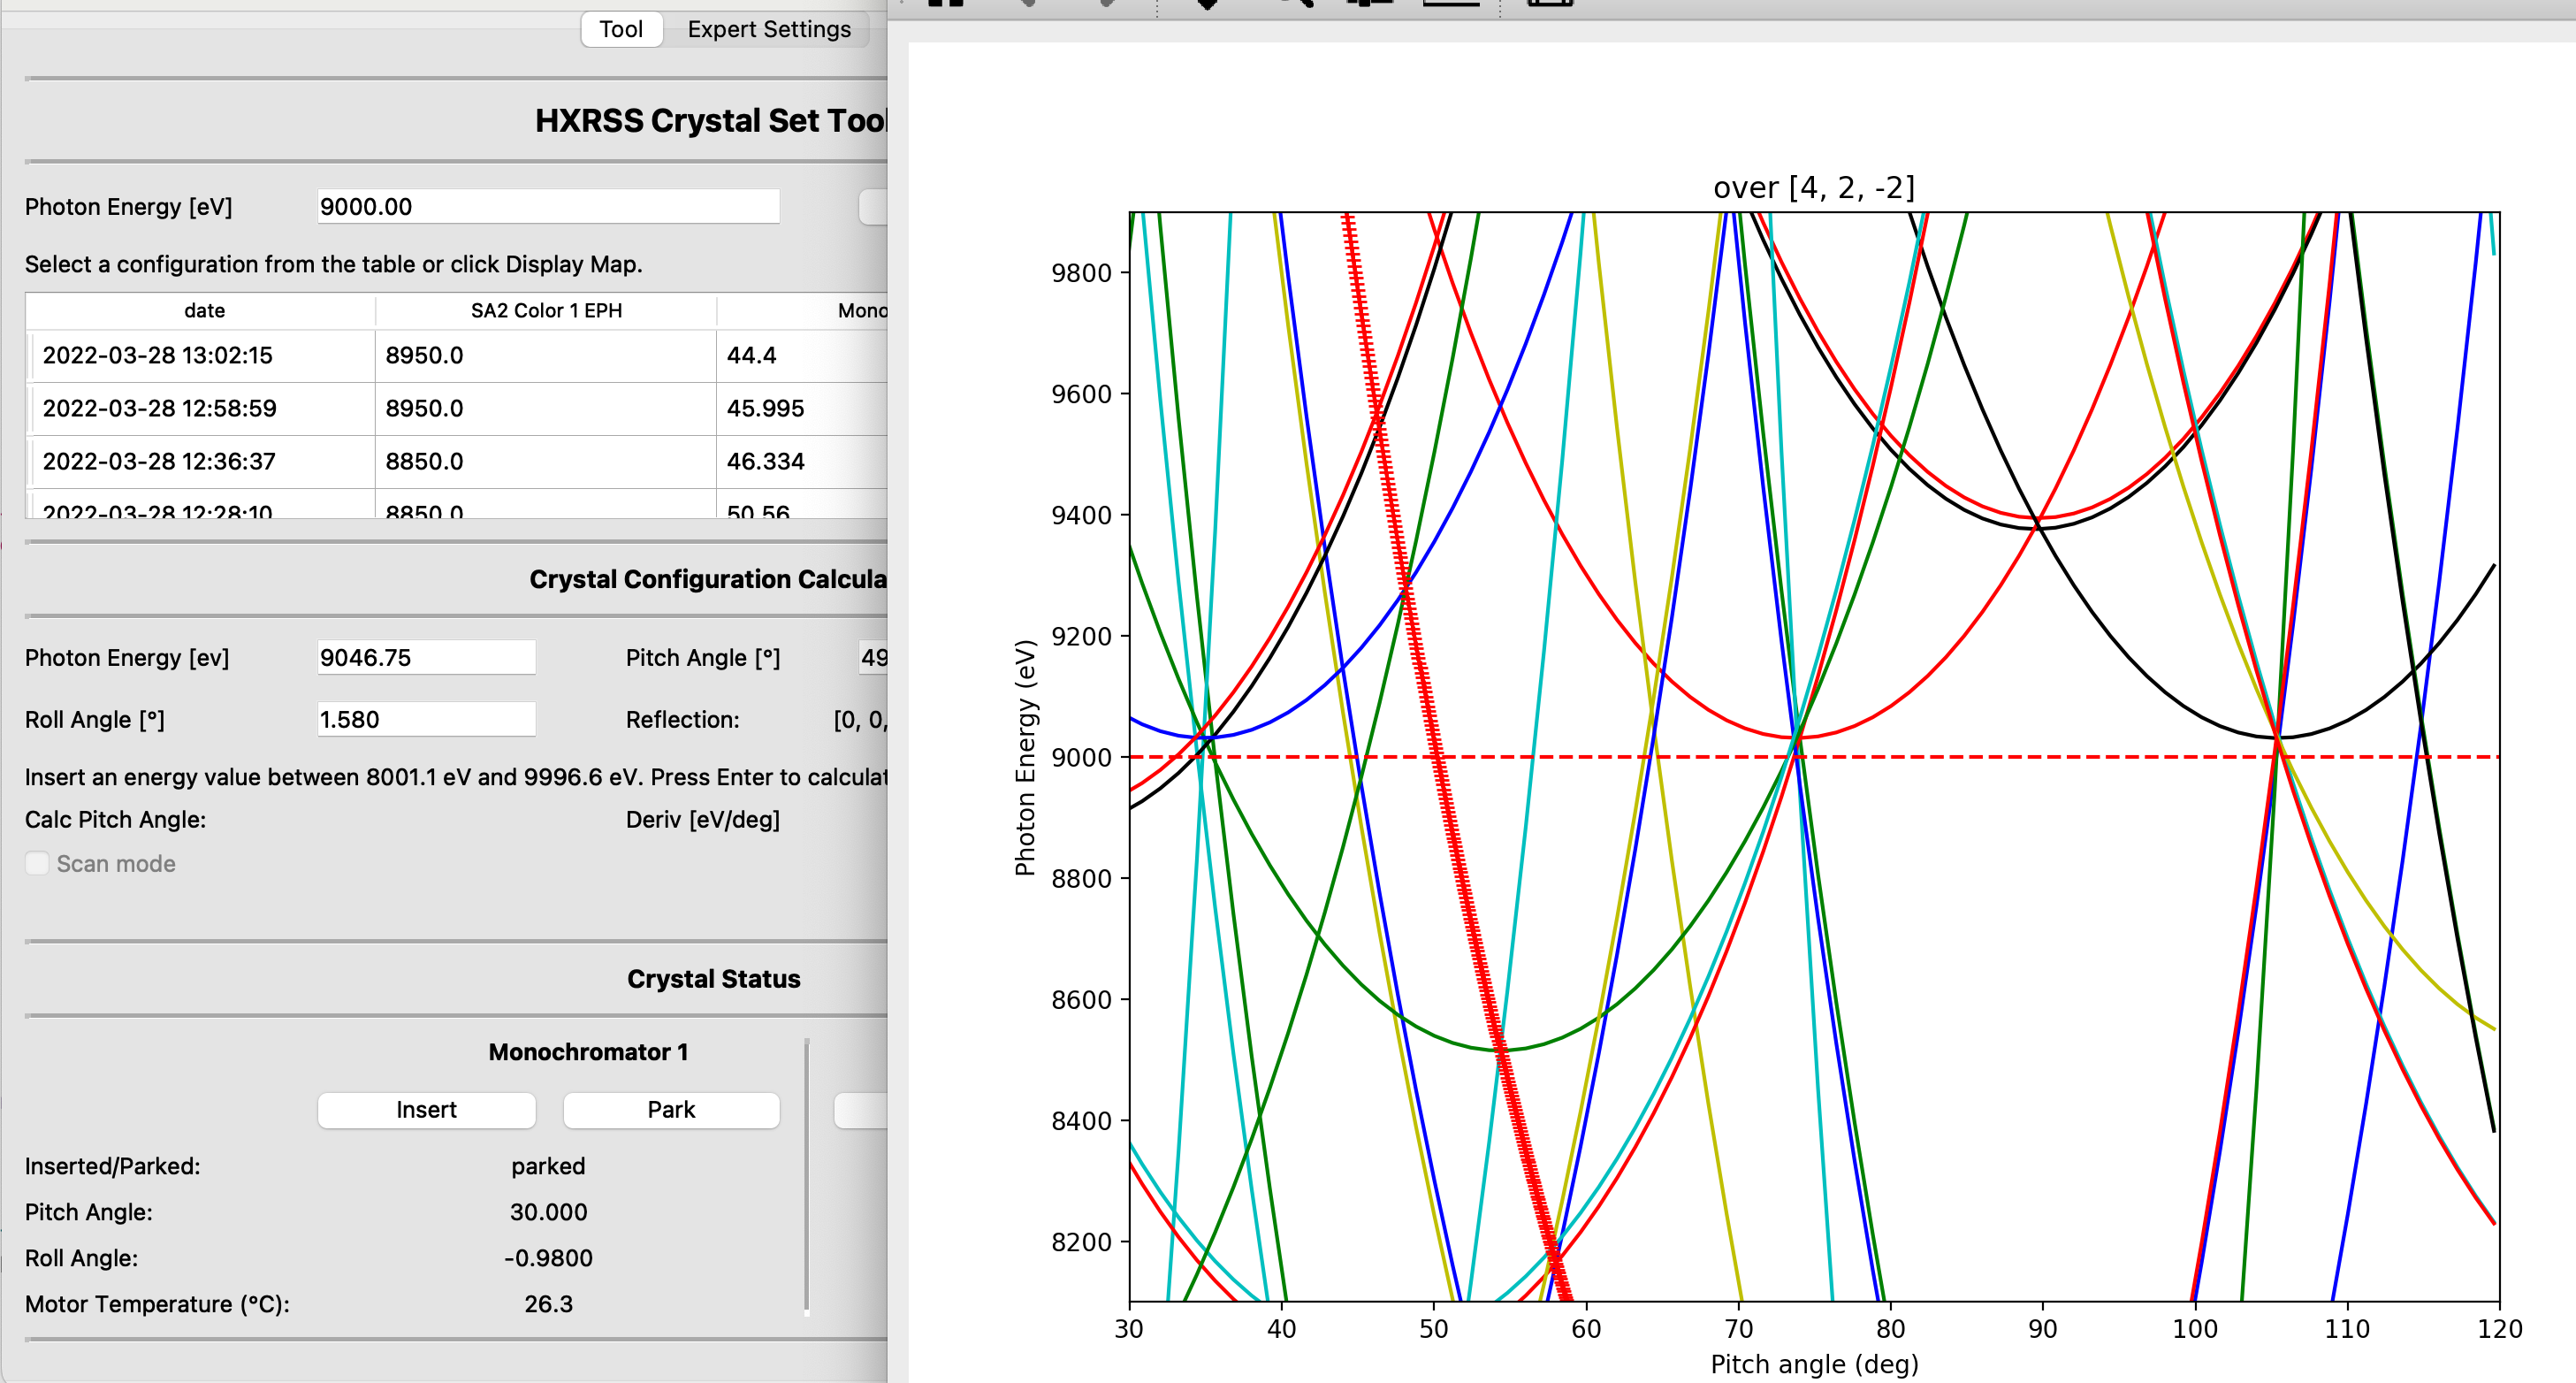 Tool Expert Settings
HXRSS Crystal Set Tool
Photon Energy [eV] 9000.00
Select a configuration from the table or click Display Map.
date SA2 Color 1 EPH Mono
2022-03-28 13:02:15 8950.0 44.4
2022-03-28 12:58:59 8950.0 45.995
2022-03-28 12:36:37 8850.0 46.334
2022-03-28 12:28:10 8850.0 50.56
Crystal Configuration Calcula
Photon Energy [ev] 9046.75 Pitch Angle [°] 49
Roll Angle [°] 1.580 Reflection: [0, 0,
Insert an energy value between 8001.1 eV and 9996.6 eV. Press Enter to calculat
Calc Pitch Angle: Deriv [eV/deg]
Scan mode
Crystal Status
Monochromator 1
Insert Park
Inserted/Parked: parked
Pitch Angle: 30.000
Roll Angle: -0.9800
Motor Temperature (°C): 26.3
over [4, 2, -2]
Photon Energy (eV)
9800
9600
9400
9200
9000
8800
8600
8400
8200
30 40 50 60 70 80 90 100 110 120
Pitch angle (deg)